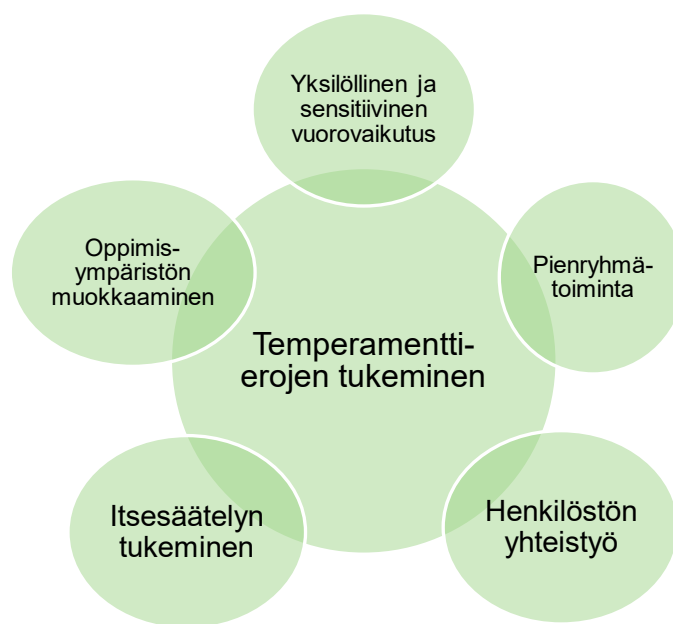 Yksilöllinen ja
sensitiivinen
vuorovaikutus
Oppimis-
ympäristön
muokkaaminen
Pienryhmä-
toiminta
Temperamentti-
erojen tukeminen
Itsesäätelyn
tukeminen
Henkilöstön
yhteistyö